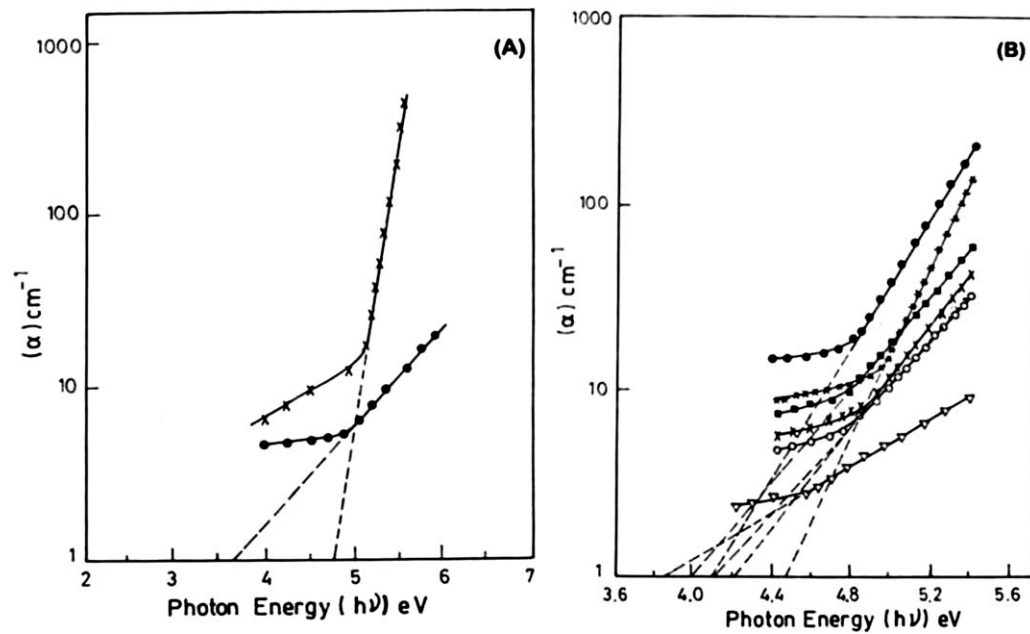 (A)
1000
100
10
1
(α) cm⁻¹
2 3 4 5 6 7
Photon Energy (hν) eV
(B)
1000
100
10
1
(α) cm⁻¹
3.6 4.0 4.4 4.8 5.2 5.6
Photon Energy (hν) eV